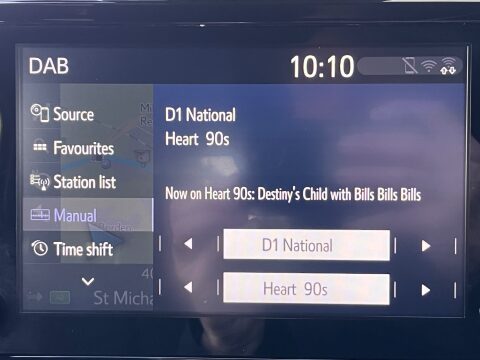 DAB
10:10
Source
Favourites
Station list
Manual
Time shift
D1 National
Heart 90s
Now on Heart 90s: Destiny's Child with Bills Bills Bills
D1 National
Heart 90s
St Micha